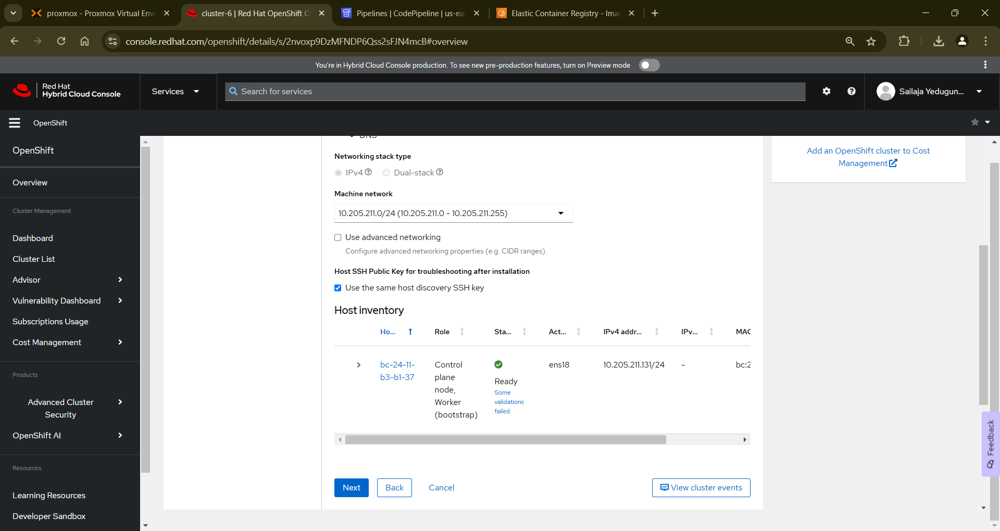 proxmox - Proxmox Virtual Envi
cluster-6 | Red Hat OpenShift C
Pipelines | CodePipeline | us-ea
Elastic Container Registry - Ima
console.redhat.com/openshift/details/s/2nvoxp9DzMFNDP6Qss2sFJN4mcB#overview
You're in Hybrid Cloud Console production. To see new pre-production features, turn on Preview mode
Red Hat
Hybrid Cloud Console
Services
Search for services
Sailaja Yedugun...
OpenShift
OpenShift
Overview
Cluster Management
Dashboard
Cluster List
Advisor
Vulnerability Dashboard
Subscriptions Usage
Cost Management
Products
Advanced Cluster
Security
OpenShift AI
Resources
Learning Resources
Developer Sandbox
DNS
Networking stack type
IPv4
Dual-stack
Machine network
10.205.211.0/24 (10.205.211.0 - 10.205.211.255)
Use advanced networking
Configure advanced networking properties (e.g. CIDR ranges).
Host SSH Public Key for troubleshooting after installation
Use the same host discovery SSH key
Host inventory
Ho... Role Sta... Act... IPv4 addr... IPv... MAC
bc-24-11-
b3-b1-37
Control
plane
node,
Worker
(bootstrap)
Ready
Some
validations
failed
ens18
10.205.211.131/24
-
bc:2
Next
Back
Cancel
View cluster events
Add an OpenShift cluster to Cost
Management
Feedback